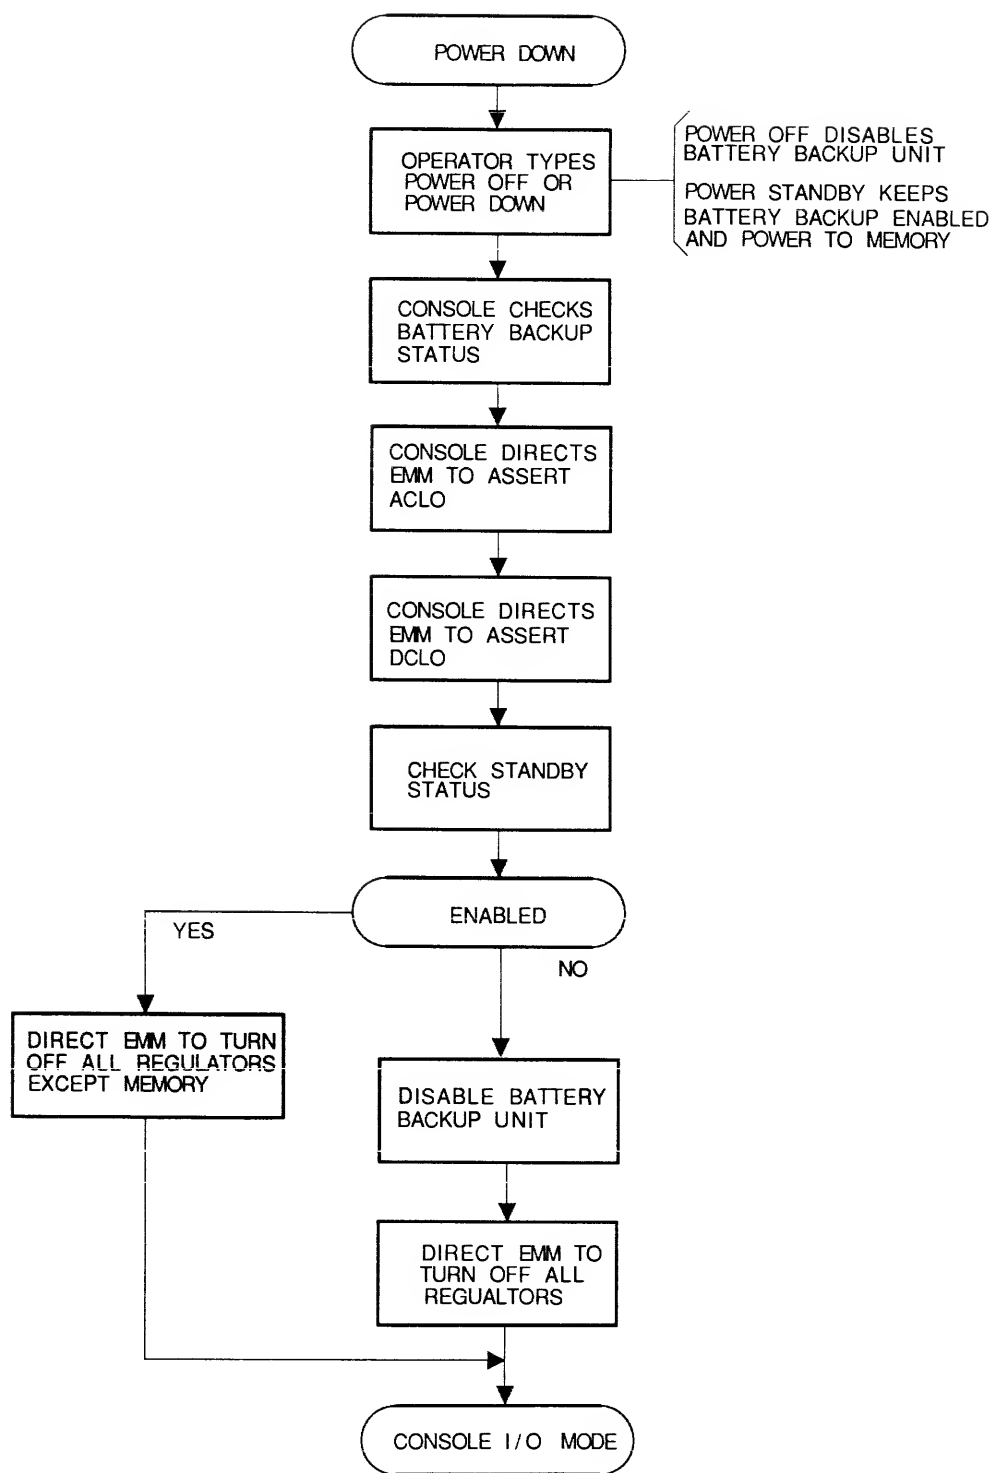 POWER DOWN
OPERATOR TYPES
POWER OFF OR
POWER DOWN
POWER OFF DISABLES
BATTERY BACKUP UNIT
POWER STANDBY KEEPS
BATTERY BACKUP ENABLED
AND POWER TO MEMORY
CONSOLE CHECKS
BATTERY BACKUP
STATUS
CONSOLE DIRECTS
EMM TO ASSERT
ACLO
CONSOLE DIRECTS
EMM TO ASSERT
DCLO
CHECK STANDBY
STATUS
ENABLED
YES
NO
DIRECT EMM TO TURN
OFF ALL REGULATORS
EXCEPT MEMORY
DISABLE BATTERY
BACKUP UNIT
DIRECT EMM TO
TURN OFF ALL
REGUALTORS
CONSOLE I/O MODE